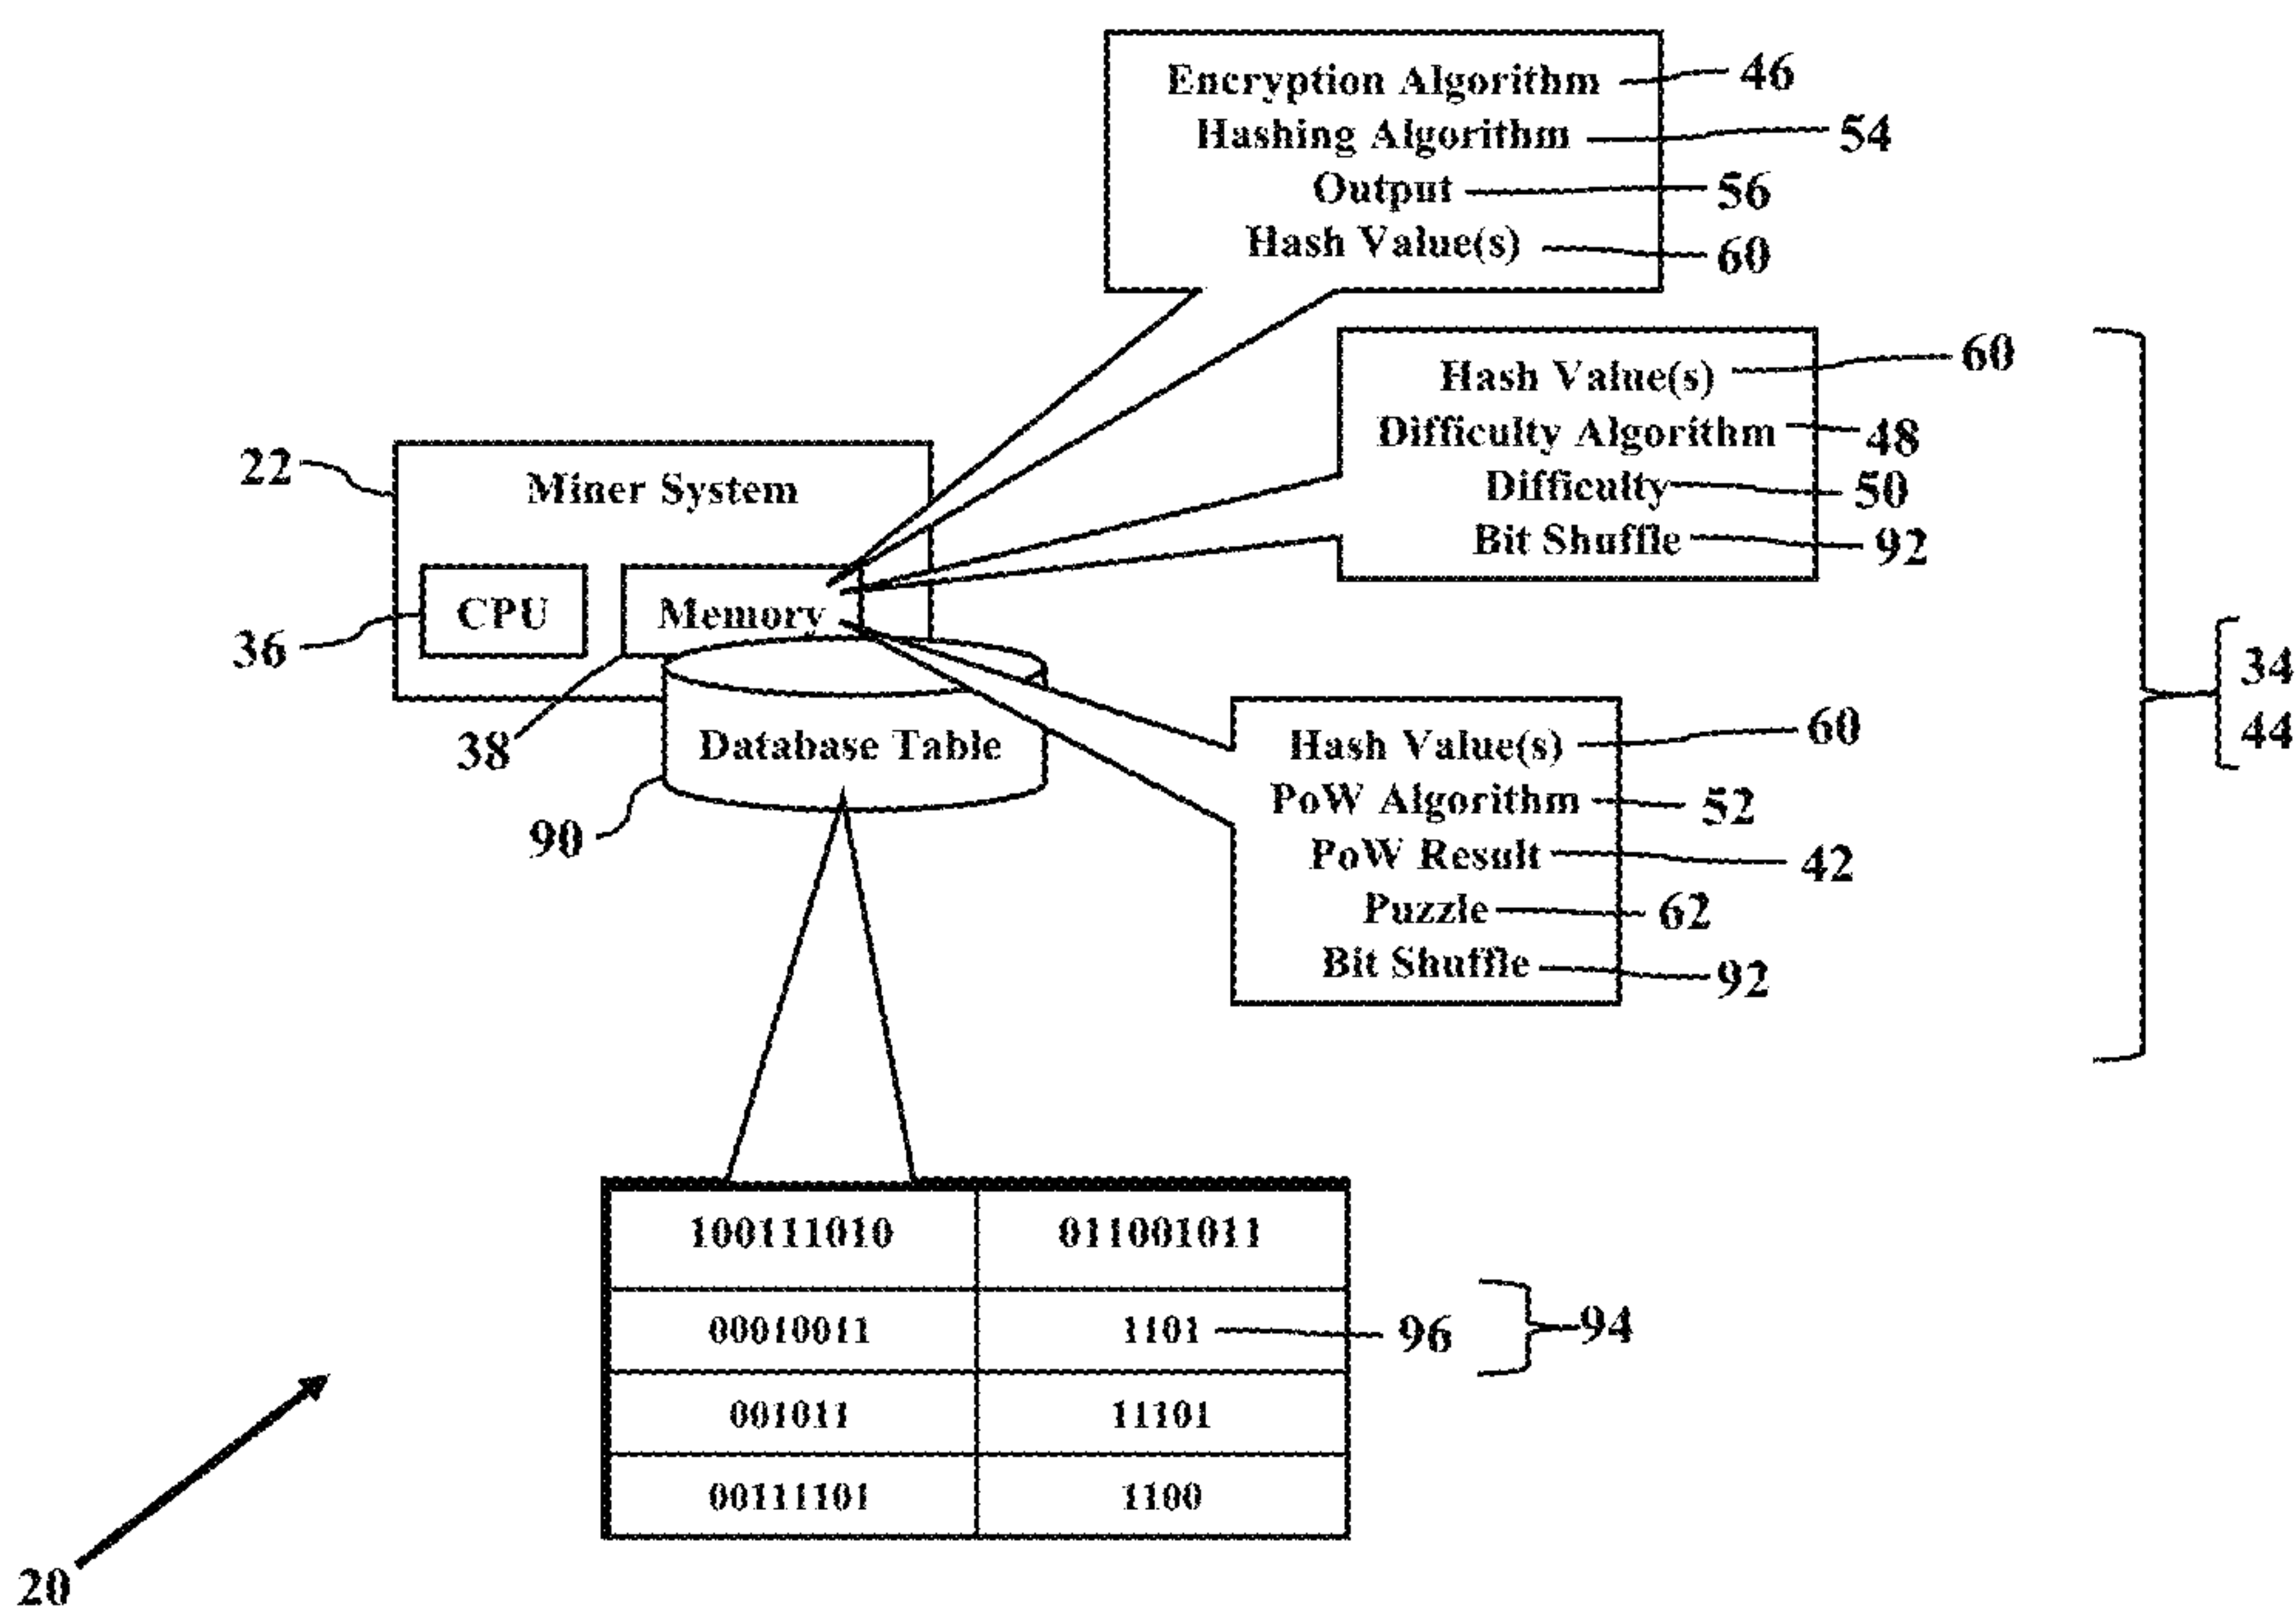 Encryption Algorithm 46
Hashing Algorithm 54
Output 56
Hash Value(s) 60
Hash Value(s) 60
Difficulty Algorithm 48
Difficulty 50
Bit Shuffle 92
22 Miner System
CPU Memory
36
38
Database Table
90
Hash Value(s) 60
PoW Algorithm 52
PoW Result 42
Puzzle 62
Bit Shuffle 92
34
44
100111010 011001011
00010011 1101 96 94
001011 11101
00111101 1100
20